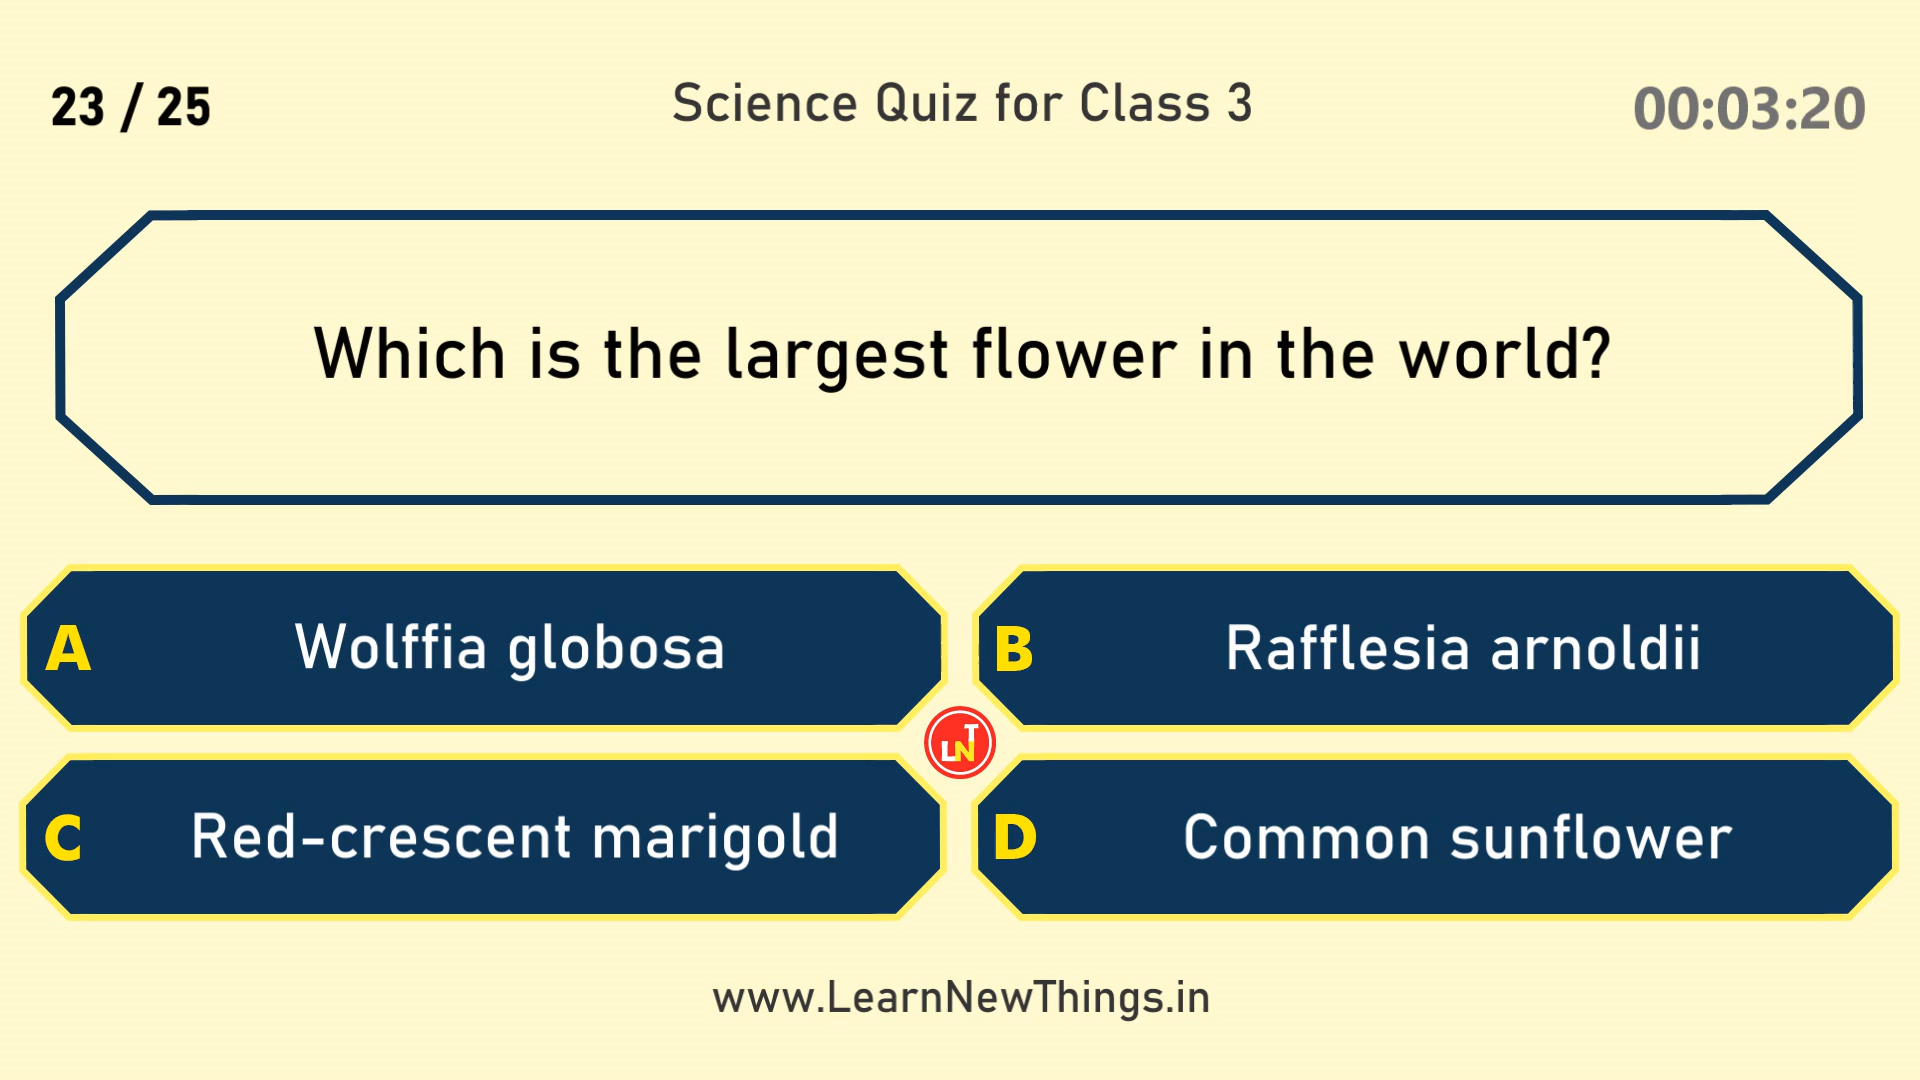 23 / 25
Science Quiz for Class 3
00:03:20
Which is the largest flower in the world?
A Wolffia globosa
B Rafflesia arnoldii
LNT
C Red-crescent marigold
D Common sunflower
www.LearnNewThings.in